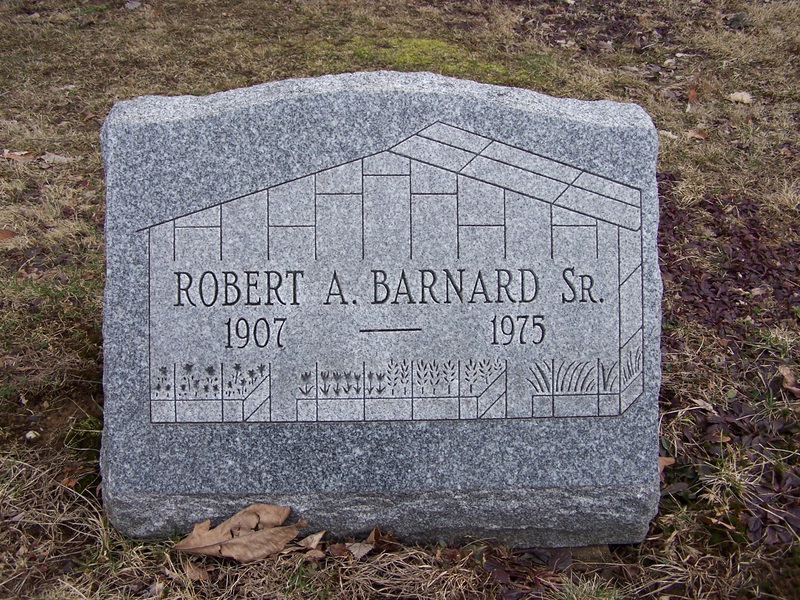 ROBERT A. BARNARD SR.
1907 — 1975